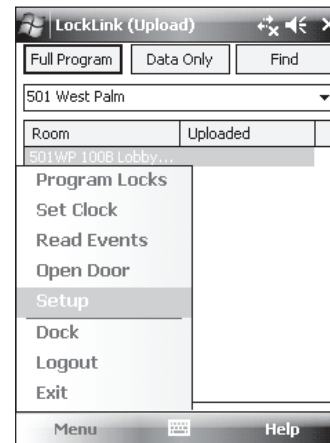 LockLink (Upload)
Full Program Data Only Find
501 West Palm
Room Uploaded
501WP 100B Lobby...
Program Locks
Set Clock
Read Events
Open Door
Setup
Dock
Logout
Exit
Menu Help